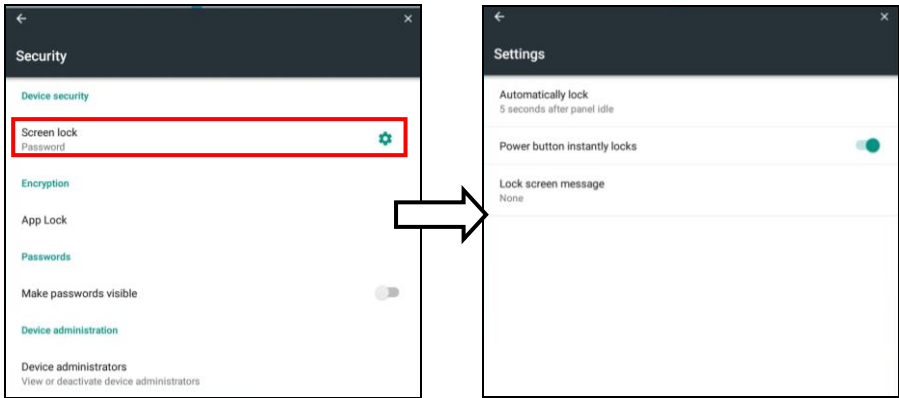 Security
Device security
Screen lock
Password
Encryption
App Lock
Passwords
Make passwords visible
Device administration
Device administrators
View or deactivate device administrators
Settings
Automatically lock
5 seconds after panel idle
Power button instantly locks
Lock screen message
None